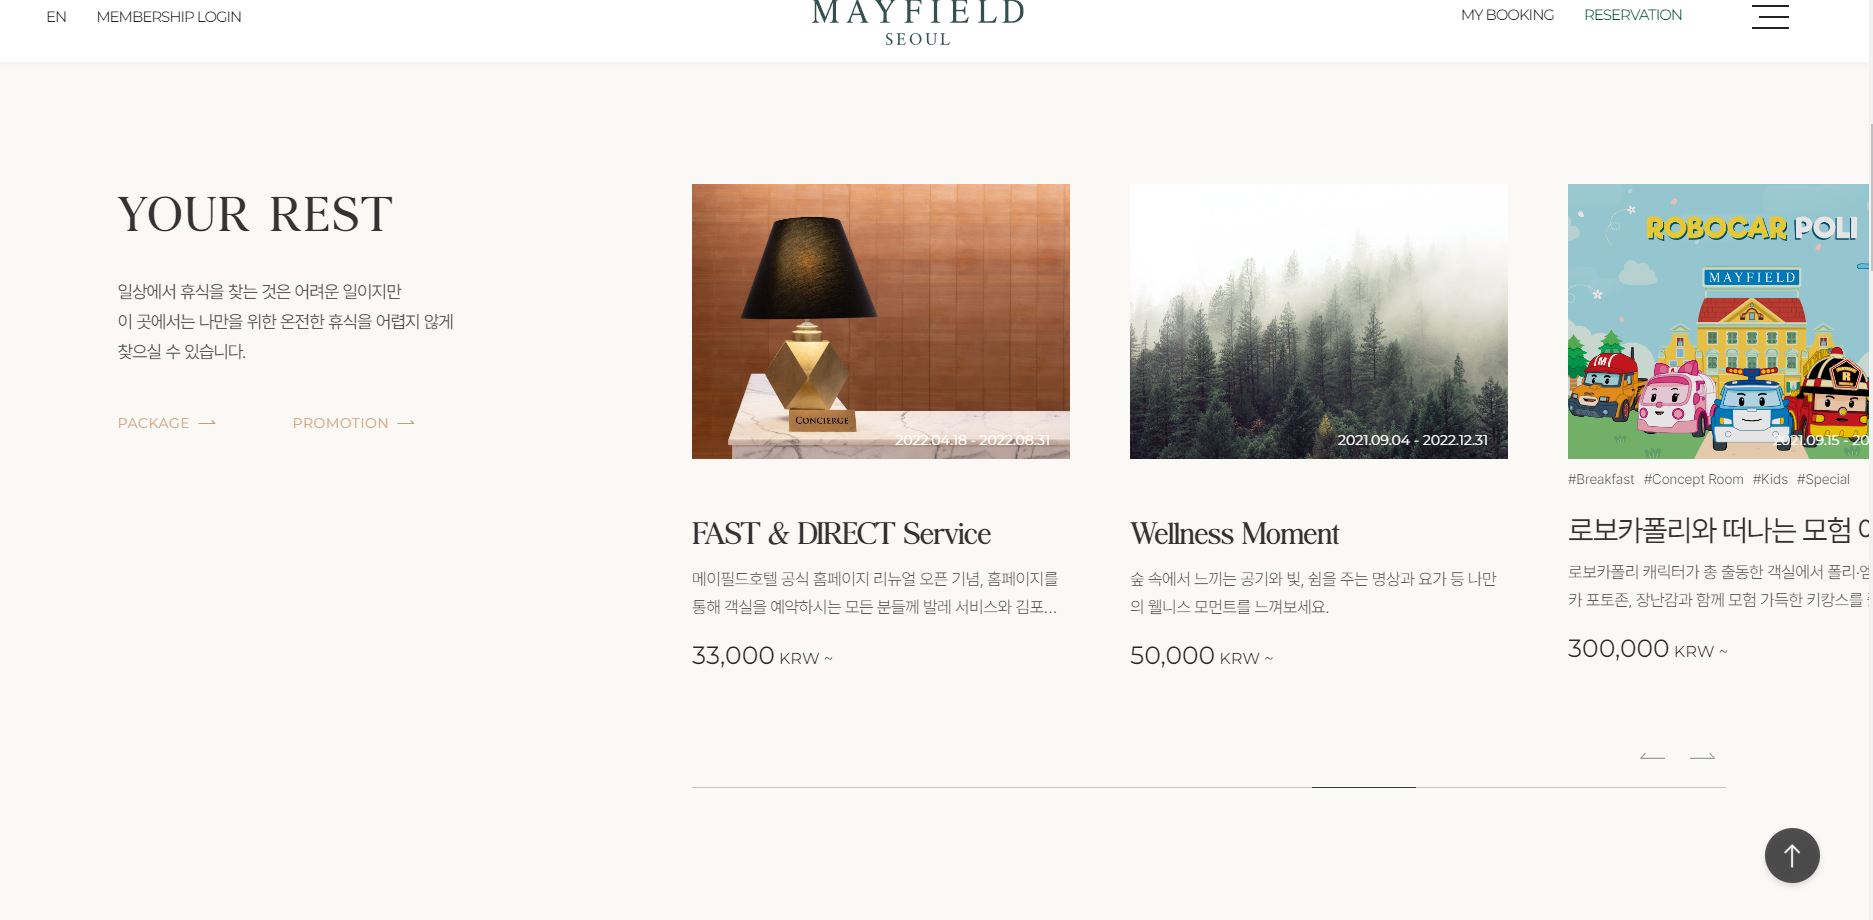 EN MEMBERSHIP LOGIN
MAYFIELD
SEOUL
MY BOOKING RESERVATION
YOUR REST
일상에서 휴식을 찾는 것은 어려운 일이지만
이 곳에서는 나만을 위한 온전한 휴식을 어렵지 않게
찾으실 수 있습니다.
PACKAGE PROMOTION
CONCIERGE
2022.04.18 - 2022.08.31
FAST & DIRECT Service
메이필드호텔 공식 홈페이지 리뉴얼 오픈 기념, 홈페이지를
통해 객실을 예약하시는 모든 분들께 발레 서비스와 김포...
33,000 KRW ~
2021.09.04 - 2022.12.31
Wellness Moment
숲 속에서 느끼는 공기와 빛, 쉼을 주는 명상과 요가 등 나만
의 웰니스 모먼트를 느껴보세요.
50,000 KRW ~
ROBOCAR POLI
MAYFIELD
2021.09.15 - 20
#Breakfast #Concept Room #Kids #Special
로보카폴리와 떠나는 모험
로보카폴리 캐릭터가 총 출동한 객실에서 폴리·엠
카 포토존, 장난감과 함께 모험 가득한 키캉스를
300,000 KRW ~